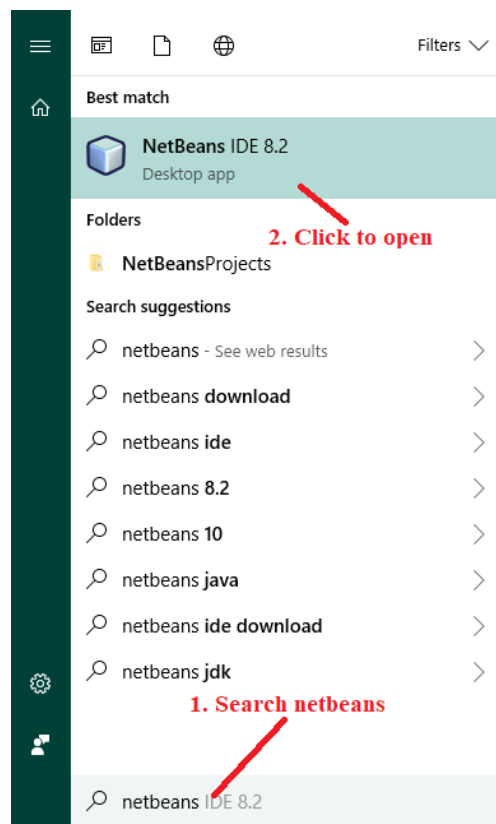 Filters
Best match
NetBeans IDE 8.2
Desktop app
Folders
2. Click to open
NetBeansProjects
Search suggestions
netbeans - See web results
netbeans download
netbeans ide
netbeans 8.2
netbeans 10
netbeans java
netbeans ide download
netbeans jdk
1. Search netbeans
netbeans IDE 8.2